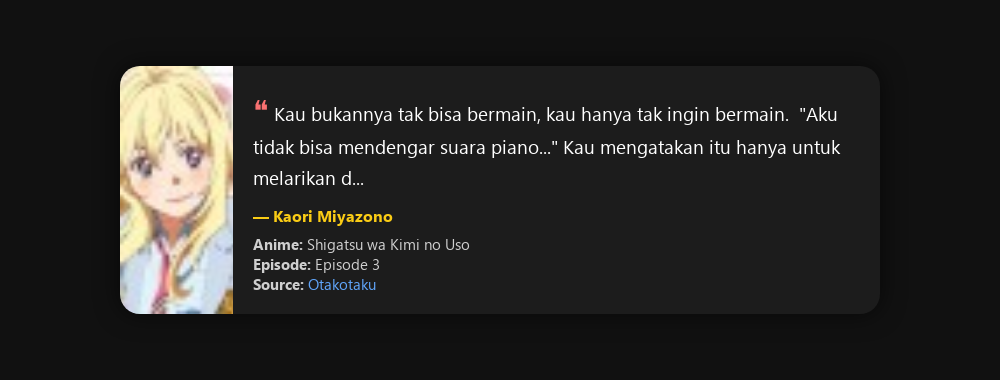 ❝ Kau bukannya tak bisa bermain, kau hanya tak ingin bermain. "Aku
tidak bisa mendengar suara piano..." Kau mengatakan itu hanya untuk
melarikan d...
— Kaori Miyazono
Anime: Shigatsu wa Kimi no Uso
Episode: Episode 3
Source: Otakotaku